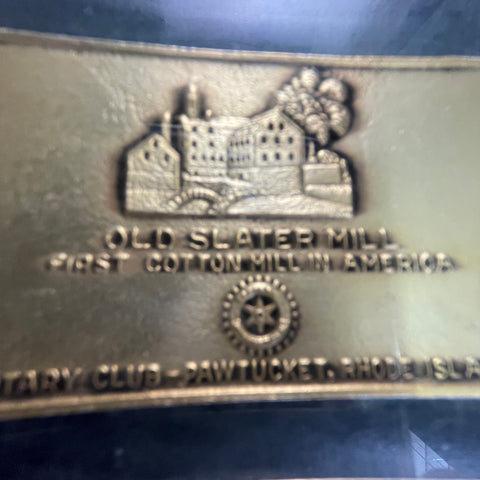 OLD SLATER MILL
FIRST COTTON MILL IN AMERICA
TARY CLUB - PAWTUCKET, RHODE ISLA